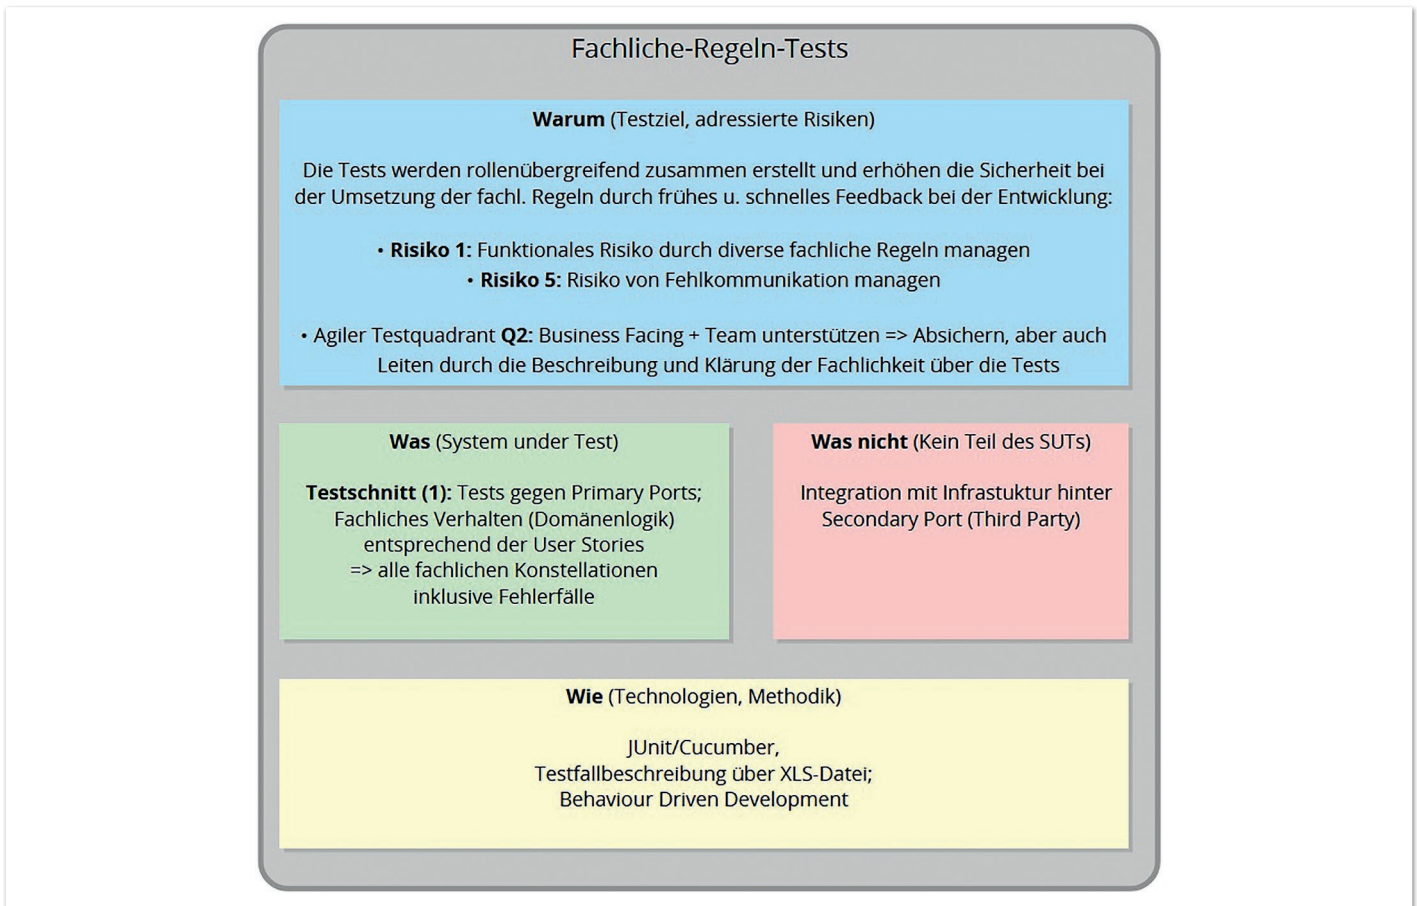 Fachliche-Regeln-Tests
Warum (Testziel, adressierte Risiken)
Die Tests werden rollenübergreifend zusammen erstellt und erhöhen die Sicherheit bei
der Umsetzung der fachl. Regeln durch frühes u. schnelles Feedback bei der Entwicklung:
• Risiko 1: Funktionales Risiko durch diverse fachliche Regeln managen
• Risiko 5: Risiko von Fehlkommunikation managen
• Agiler Testquadrant Q2: Business Facing + Team unterstützen => Absichern, aber auch
Leiten durch die Beschreibung und Klärung der Fachlichkeit über die Tests
Was (System under Test)
Testschnitt (1): Tests gegen Primary Ports;
Fachliches Verhalten (Domänenlogik)
entsprechend der User Stories
=> alle fachlichen Konstellationen
inklusive Fehlerfälle
Was nicht (Kein Teil des SUTs)
Integration mit Infrastuktur hinter
Secondary Port (Third Party)
Wie (Technologien, Methodik)
JUnit/Cucumber,
Testfallbeschreibung über XLS-Datei;
Behaviour Driven Development